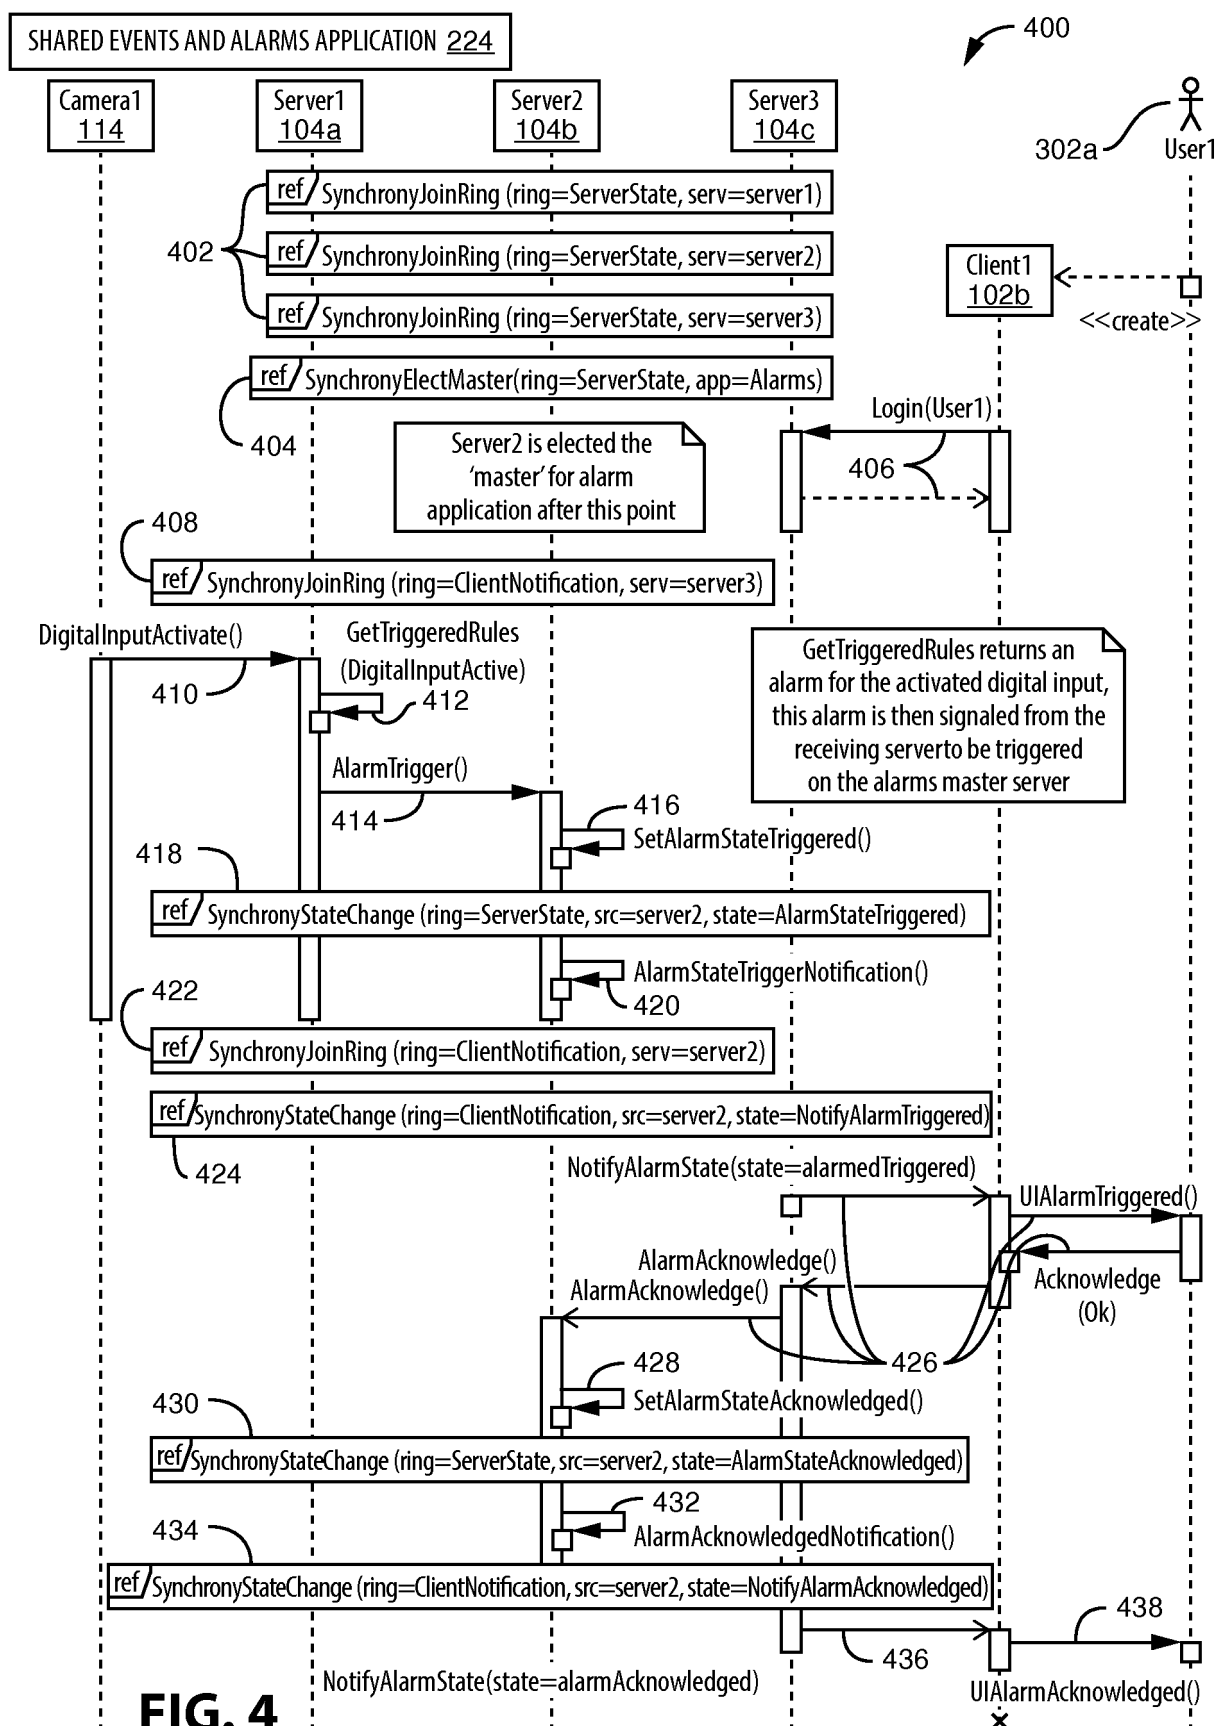 SHARED EVENTS AND ALARMS APPLICATION 224
400
Camera1
114
Server1
104a
Server2
104b
Server3
104c
302a
User1
ref SynchronyJoinRing (ring=ServerState, serv=server1)
402
ref SynchronyJoinRing (ring=ServerState, serv=server2)
Client1
102b
ref SynchronyJoinRing (ring=ServerState, serv=server3)
<<create>>
ref SynchronyElectMaster(ring=ServerState, app=Alarms)
404
Login(User1)
406
Server2 is elected the
‘master’ for alarm
application after this point
408
ref SynchronyJoinRing (ring=ClientNotification, serv=server3)
DigitalInputActivate()
410
GetTriggeredRules
(DigitalInputActive)
412
GetTriggeredRules returns an
alarm for the activated digital input,
this alarm is then signaled from the
receiving serverto be triggered
on the alarms master server
AlarmTrigger()
414
416
SetAlarmStateTriggered()
418
ref SynchronyStateChange (ring=ServerState, src=server2, state=AlarmStateTriggered)
AlarmStateTriggerNotification()
420
422
ref SynchronyJoinRing (ring=ClientNotification, serv=server2)
ref SynchronyStateChange (ring=ClientNotification, src=server2, state=NotifyAlarmTriggered)
424
NotifyAlarmState(state=alarmedTriggered)
UIAlarmTriggered()
AlarmAcknowledge()
AlarmAcknowledge()
Acknowledge
(Ok)
426
428
SetAlarmStateAcknowledged()
430
ref SynchronyStateChange (ring=ServerState, src=server2, state=AlarmStateAcknowledged)
432
AlarmAcknowledgedNotification()
434
ref SynchronyStateChange (ring=ClientNotification, src=server2, state=NotifyAlarmAcknowledged)
438
436
NotifyAlarmState(state=alarmAcknowledged)
UIAlarmAcknowledged()
FIG. 4